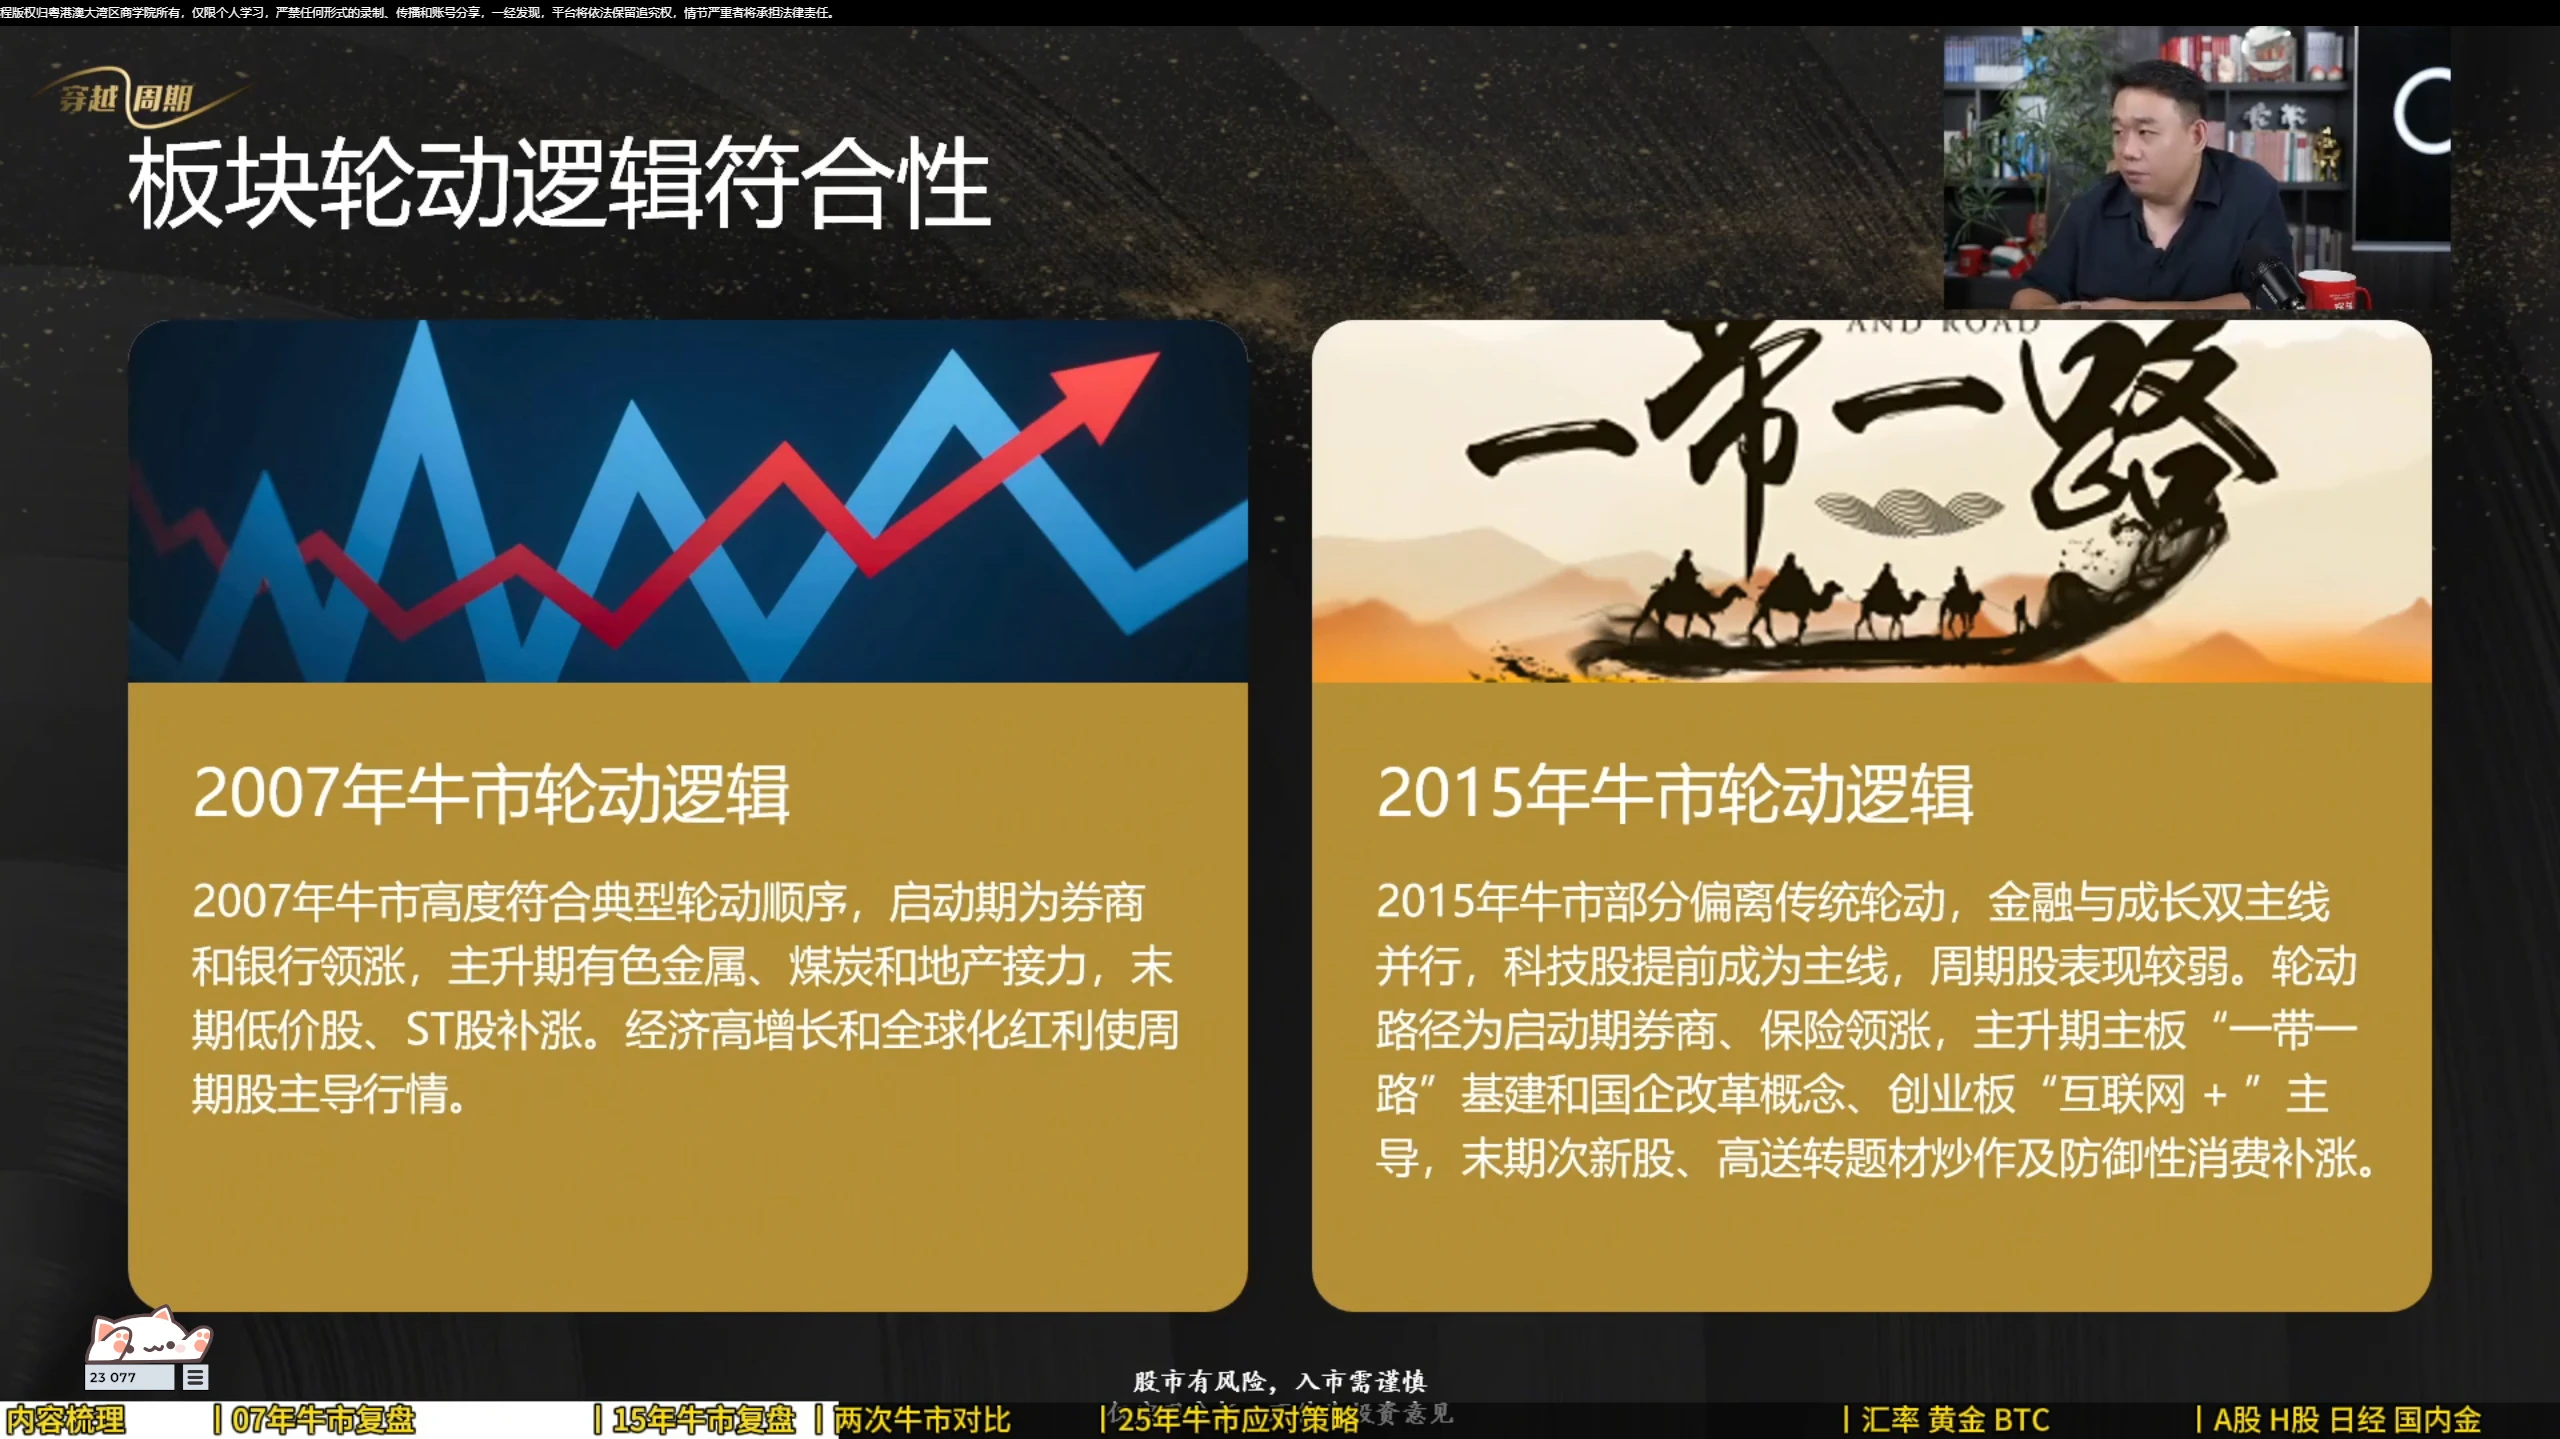 程版权归粤港澳大湾区商学院所有，仅限个人学习，严禁任何形式的录制、传播和账号分享，一经发现，平台将依法保留追究权，情节严重者将承担法律责任。
穿越周期
板块轮动逻辑符合性
AND ROAD
一带一路
2007年牛市轮动逻辑
2007年牛市高度符合典型轮动顺序，启动期为券商
和银行领涨，主升期有色金属、煤炭和地产接力，末
期低价股、ST股补涨。经济高增长和全球化红利使周
期股主导行情。
2015年牛市轮动逻辑
2015年牛市部分偏离传统轮动，金融与成长双主线
并行，科技股提前成为主线，周期股表现较弱。轮动
路径为启动期券商、保险领涨，主升期主板“一带一
路”基建和国企改革概念、创业板“互联网 + ”主
导，末期次新股、高送转题材炒作及防御性消费补涨。
23 077
股市有风险，入市需谨慎
投资意见
内容梳理 | 07年牛市复盘 | 15年牛市复盘 | 两次牛市对比 | 25年牛市应对策略 | 汇率 黄金 BTC | A股 H股 日经 国内金